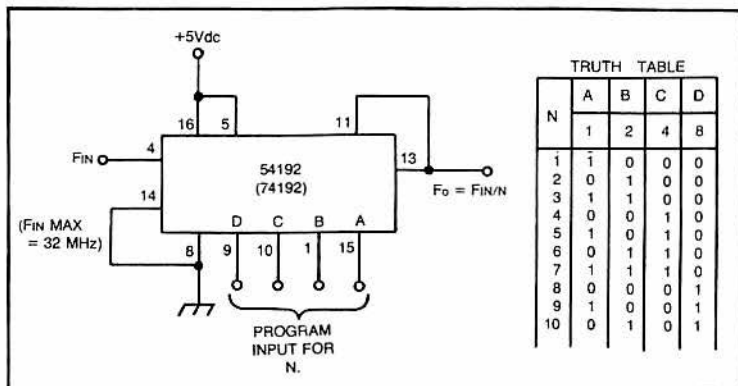 +5Vdc
16 5 11
FIN 4
54192
(74192)
13
Fo = FIN/N
14
(FIN MAX
= 32 MHz)
8
D C B A
9 10 1 15
PROGRAM
INPUT FOR
N.
TRUTH TABLE
N A B C D
1 2 4 8
1 1 0 0 0
2 0 1 0 0
3 1 1 0 0
4 0 0 1 0
5 1 0 1 0
6 0 1 1 0
7 1 1 1 0
8 0 0 0 1
9 1 0 0 1
10 0 1 0 1